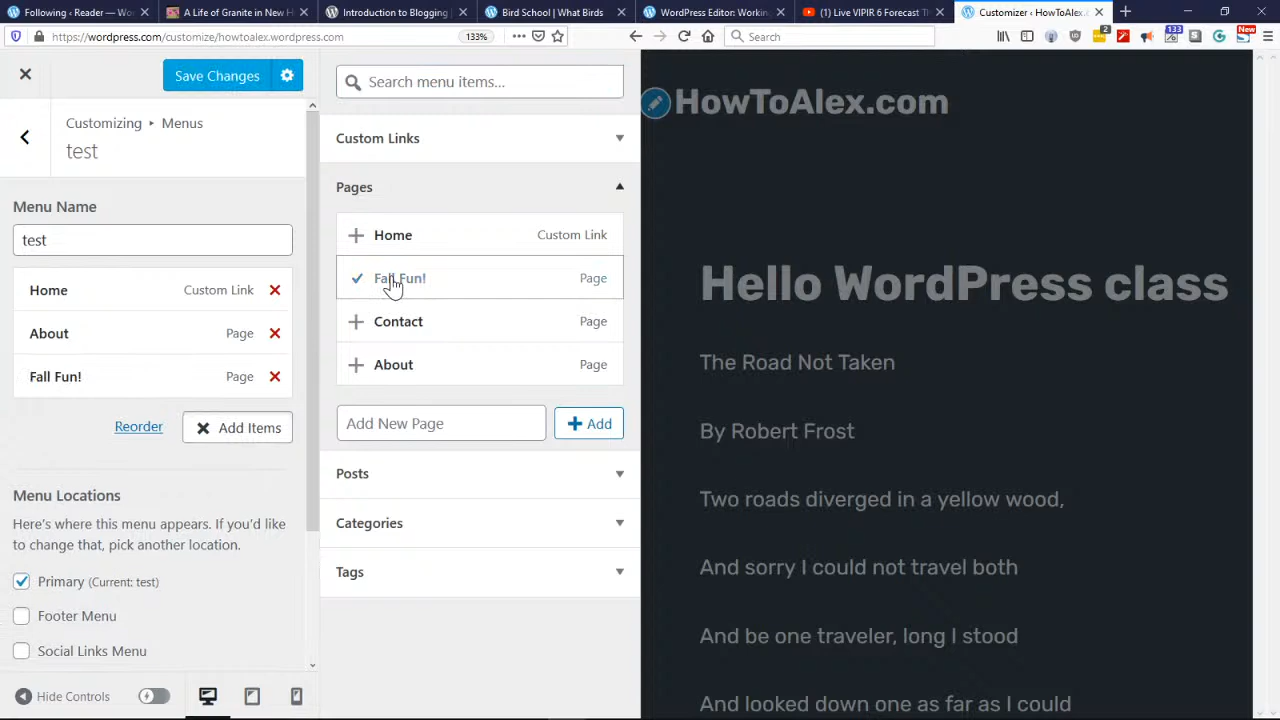 Following ‹ Reader — Wo
A Life of Granite in New H
Introduction to Blogging |
Bird School | What Birds
WordPress Editor: Working
(1) Live VIPIR 6 Forecast Th
Customizer ‹ HowToAlex.c
https://wordpress.com/customize/howtoalex.wordpress.com
133%
Search
2
133
New
Save Changes
Customizing ▸ Menus
test
Menu Name
test
Home Custom Link
About Page
Fall Fun! Page
Reorder
Add Items
Menu Locations
Here's where this menu appears. If you'd like
to change that, pick another location.
Primary (Current: test)
Footer Menu
Social Links Menu
Hide Controls
Search menu items...
Custom Links
Pages
Home Custom Link
Fall Fun! Page
Contact Page
About Page
Add New Page
Add
Posts
Categories
Tags
HowToAlex.com
Hello WordPress class
The Road Not Taken
By Robert Frost
Two roads diverged in a yellow wood,
And sorry I could not travel both
And be one traveler, long I stood
And looked down one as far as I could